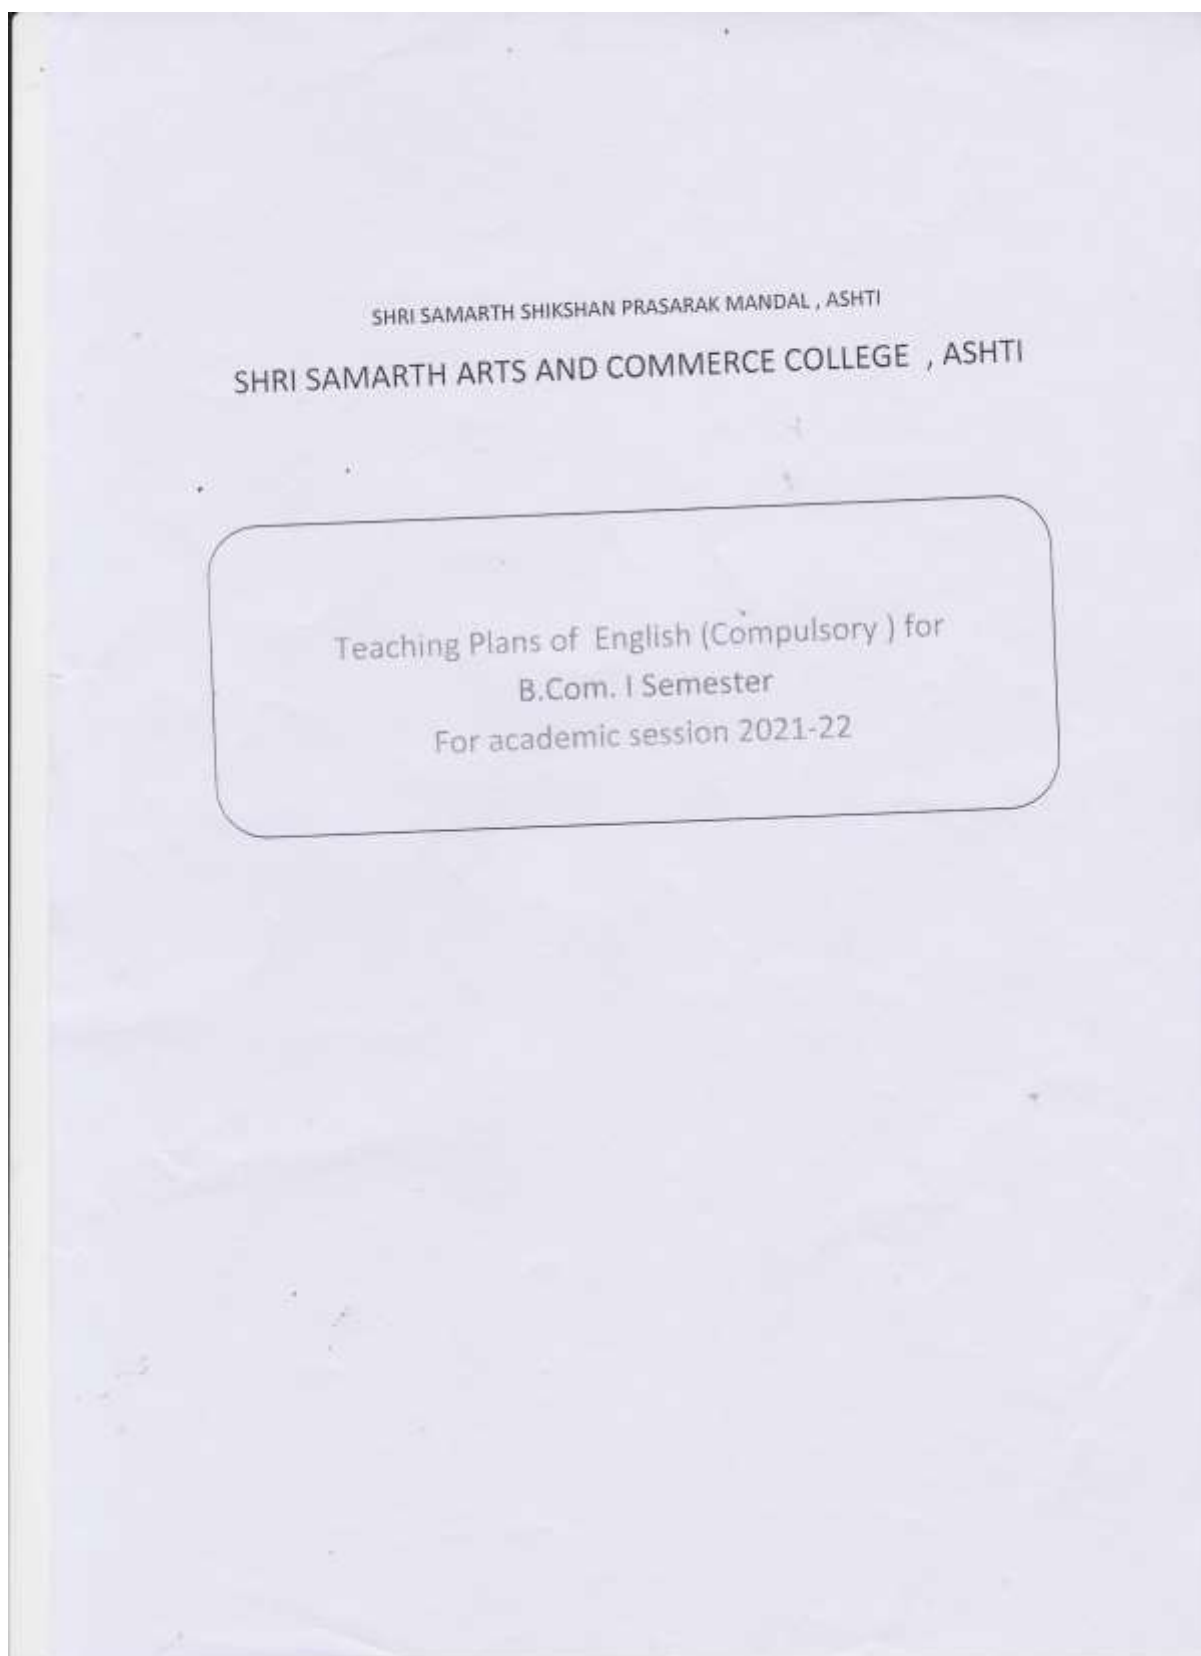 SHRI SAMARTH SHIKSHAN PRASARAK MANDAL , ASHTI
SHRI SAMARTH ARTS AND COMMERCE COLLEGE , ASHTI
Teaching Plans of English (Compulsory ) for
B.Com. I Semester
For academic session 2021-22